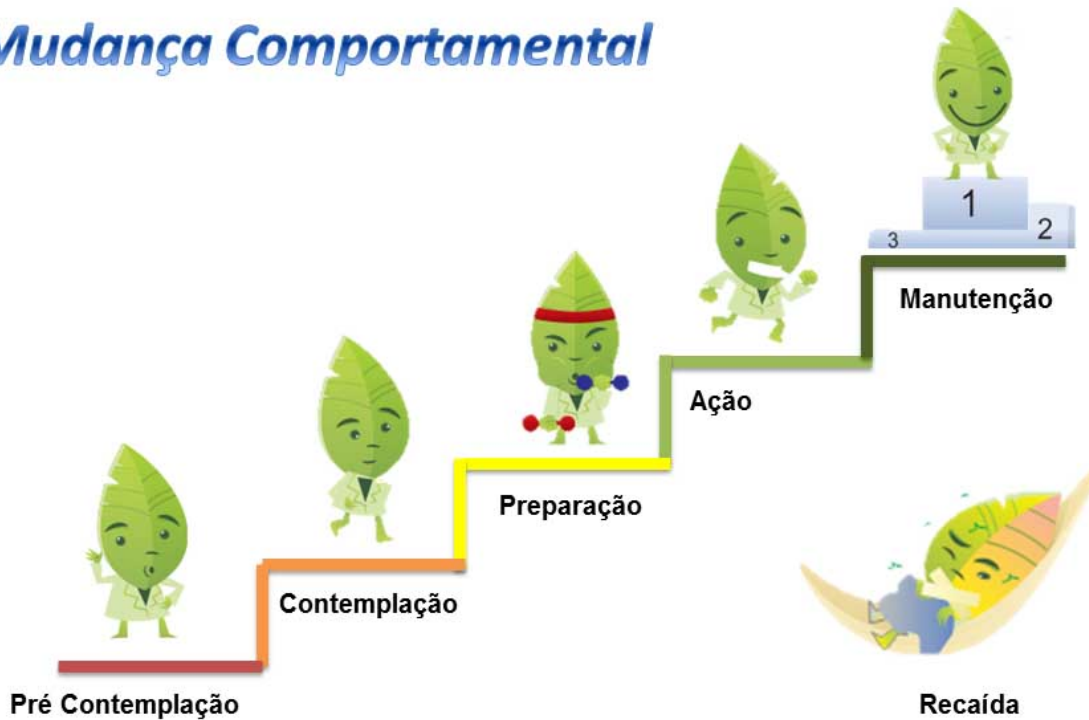 Mudança Comportamental
1
2
3
Manutenção
Ação
Preparação
Contemplação
Pré Contemplação
Recaída